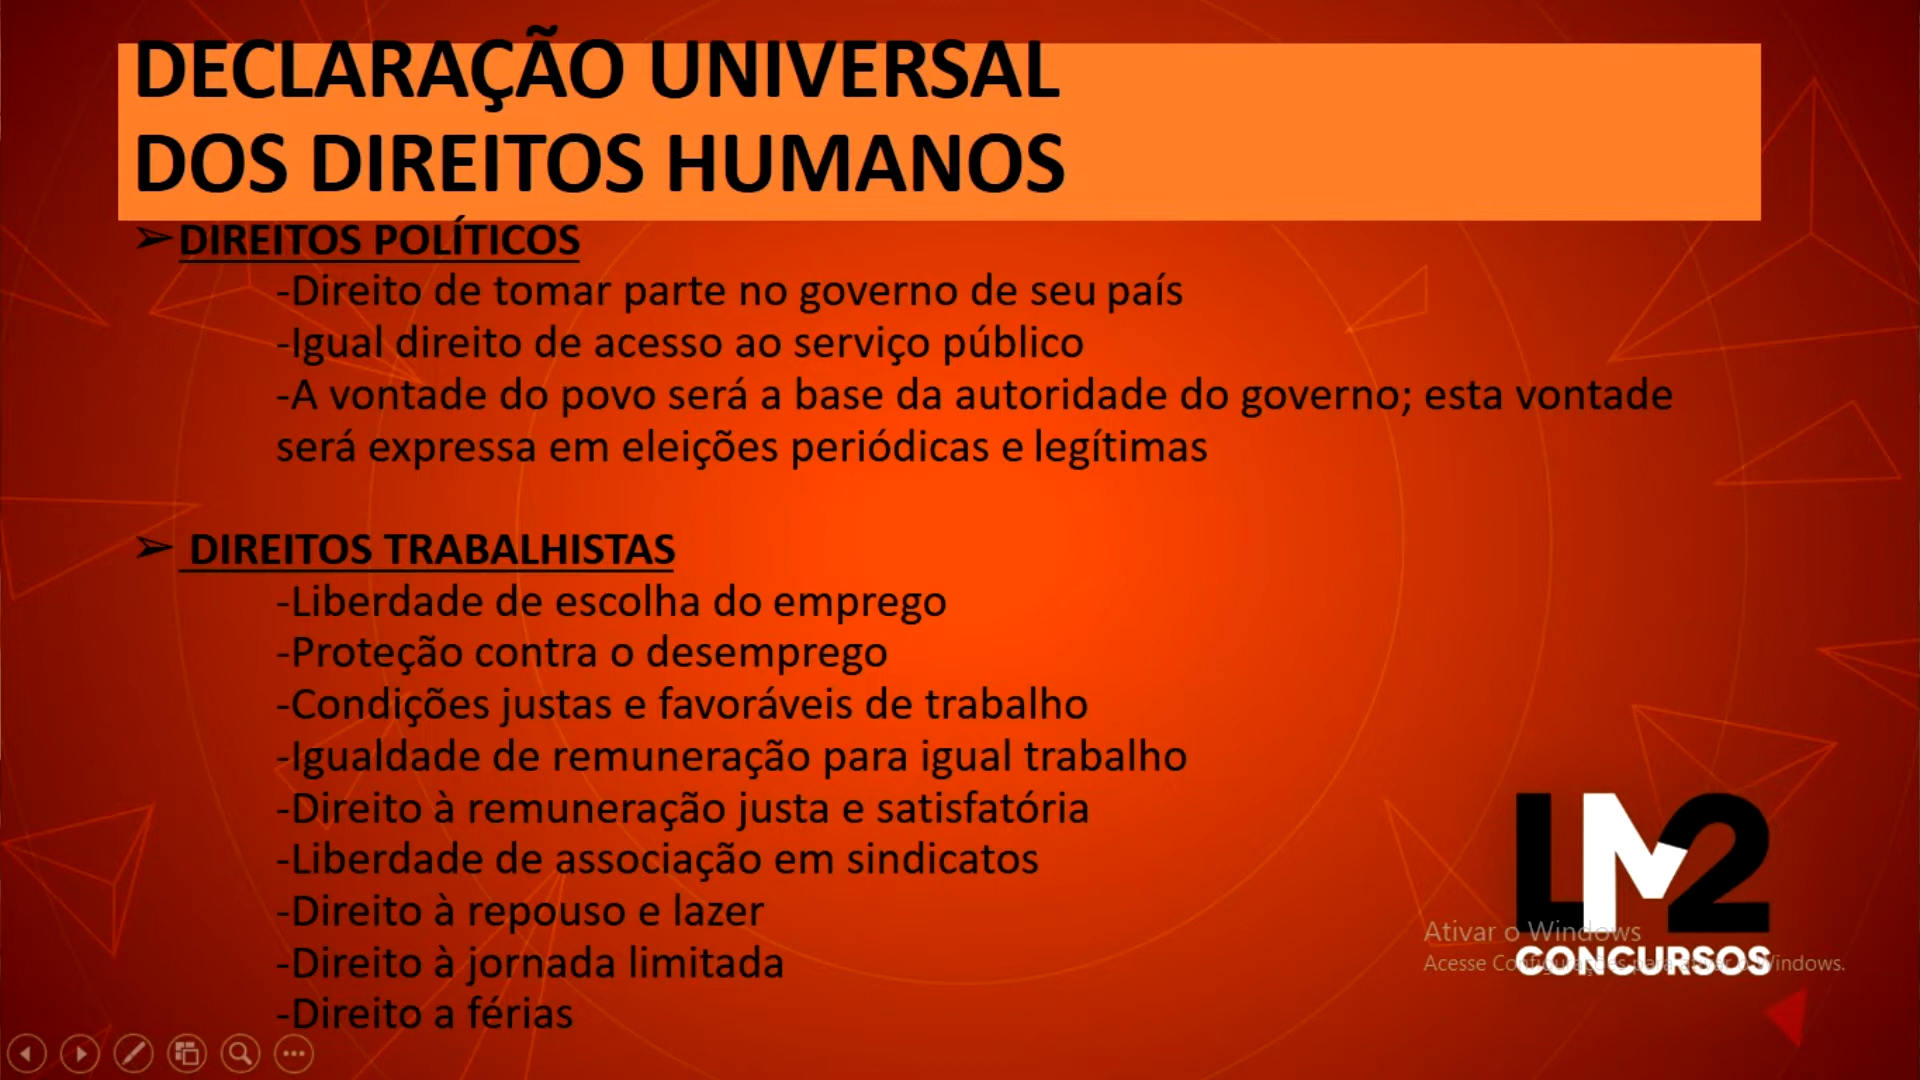 DECLARAÇÃO UNIVERSAL
DOS DIREITOS HUMANOS
➢DIREITOS POLÍTICOS
-Direito de tomar parte no governo de seu país
-Igual direito de acesso ao serviço público
-A vontade do povo será a base da autoridade do governo; esta vontade
será expressa em eleições periódicas e legítimas
➢ DIREITOS TRABALHISTAS
-Liberdade de escolha do emprego
-Proteção contra o desemprego
-Condições justas e favoráveis de trabalho
-Igualdade de remuneração para igual trabalho
-Direito à remuneração justa e satisfatória
-Liberdade de associação em sindicatos
-Direito à repouso e lazer
-Direito à jornada limitada
-Direito a férias
LM2
CONCURSOS
Ativar o Windows
Acesse Windows.